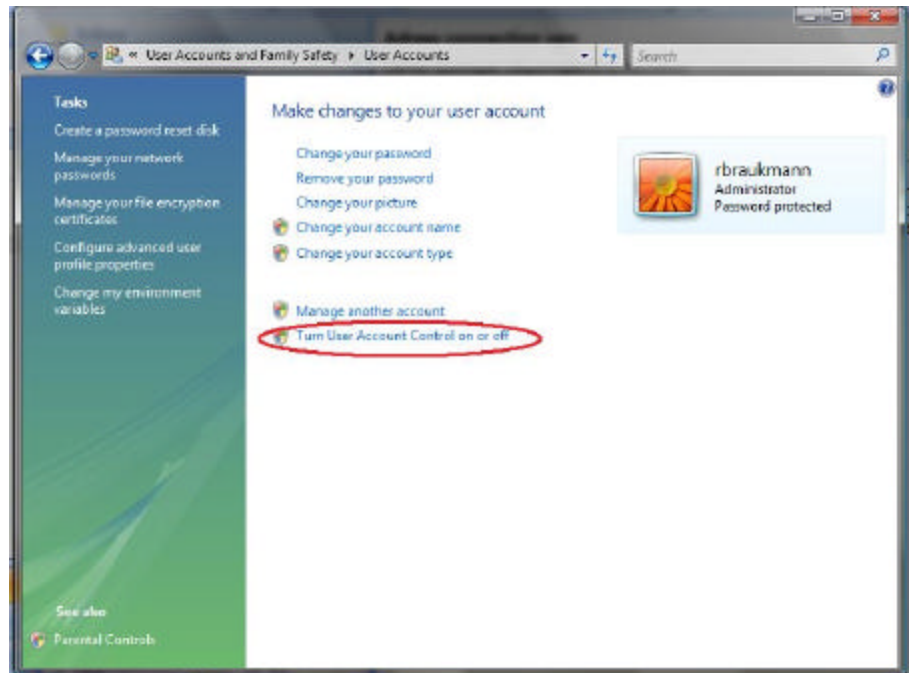 « User Accounts and Family Safety ▸ User Accounts
Search
Tasks
Create a password reset disk
Manage your network
passwords
Manage your file encryption
certificates
Configure advanced user
profile properties
Change my environment
variables
See also
Parental Controls
Make changes to your user account
Change your password
Remove your password
Change your picture
Change your account name
Change your account type
Manage another account
Turn User Account Control on or off
rbraukmann
Administrator
Password protected